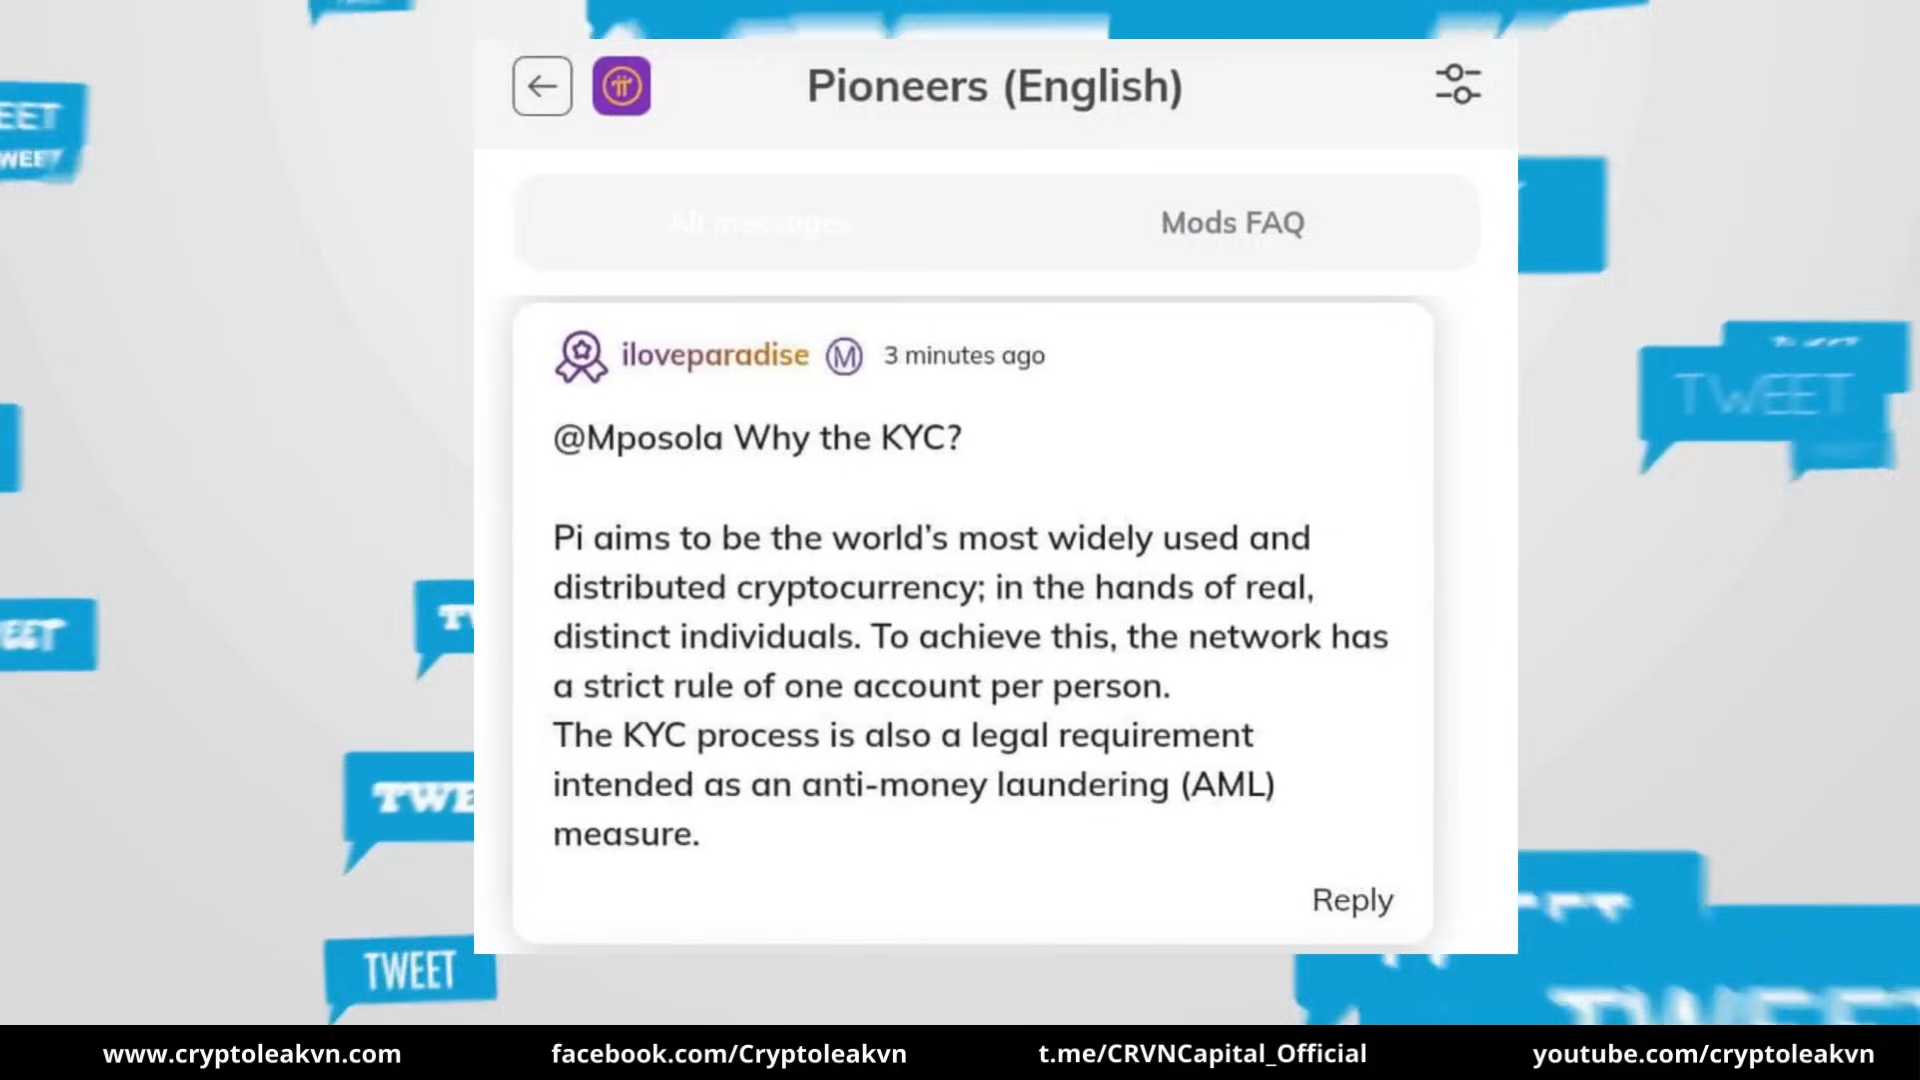 Pioneers (English)
All messages
Mods FAQ
iloveparadise M 3 minutes ago
@Mposola Why the KYC?
Pi aims to be the world’s most widely used and
distributed cryptocurrency; in the hands of real,
distinct individuals. To achieve this, the network has
a strict rule of one account per person.
The KYC process is also a legal requirement
intended as an anti-money laundering (AML)
measure.
Reply
TWEET
TWEET
www.cryptoleakvn.com
facebook.com/Cryptoleakvn
t.me/CRVNCapital_Official
youtube.com/cryptoleakvn